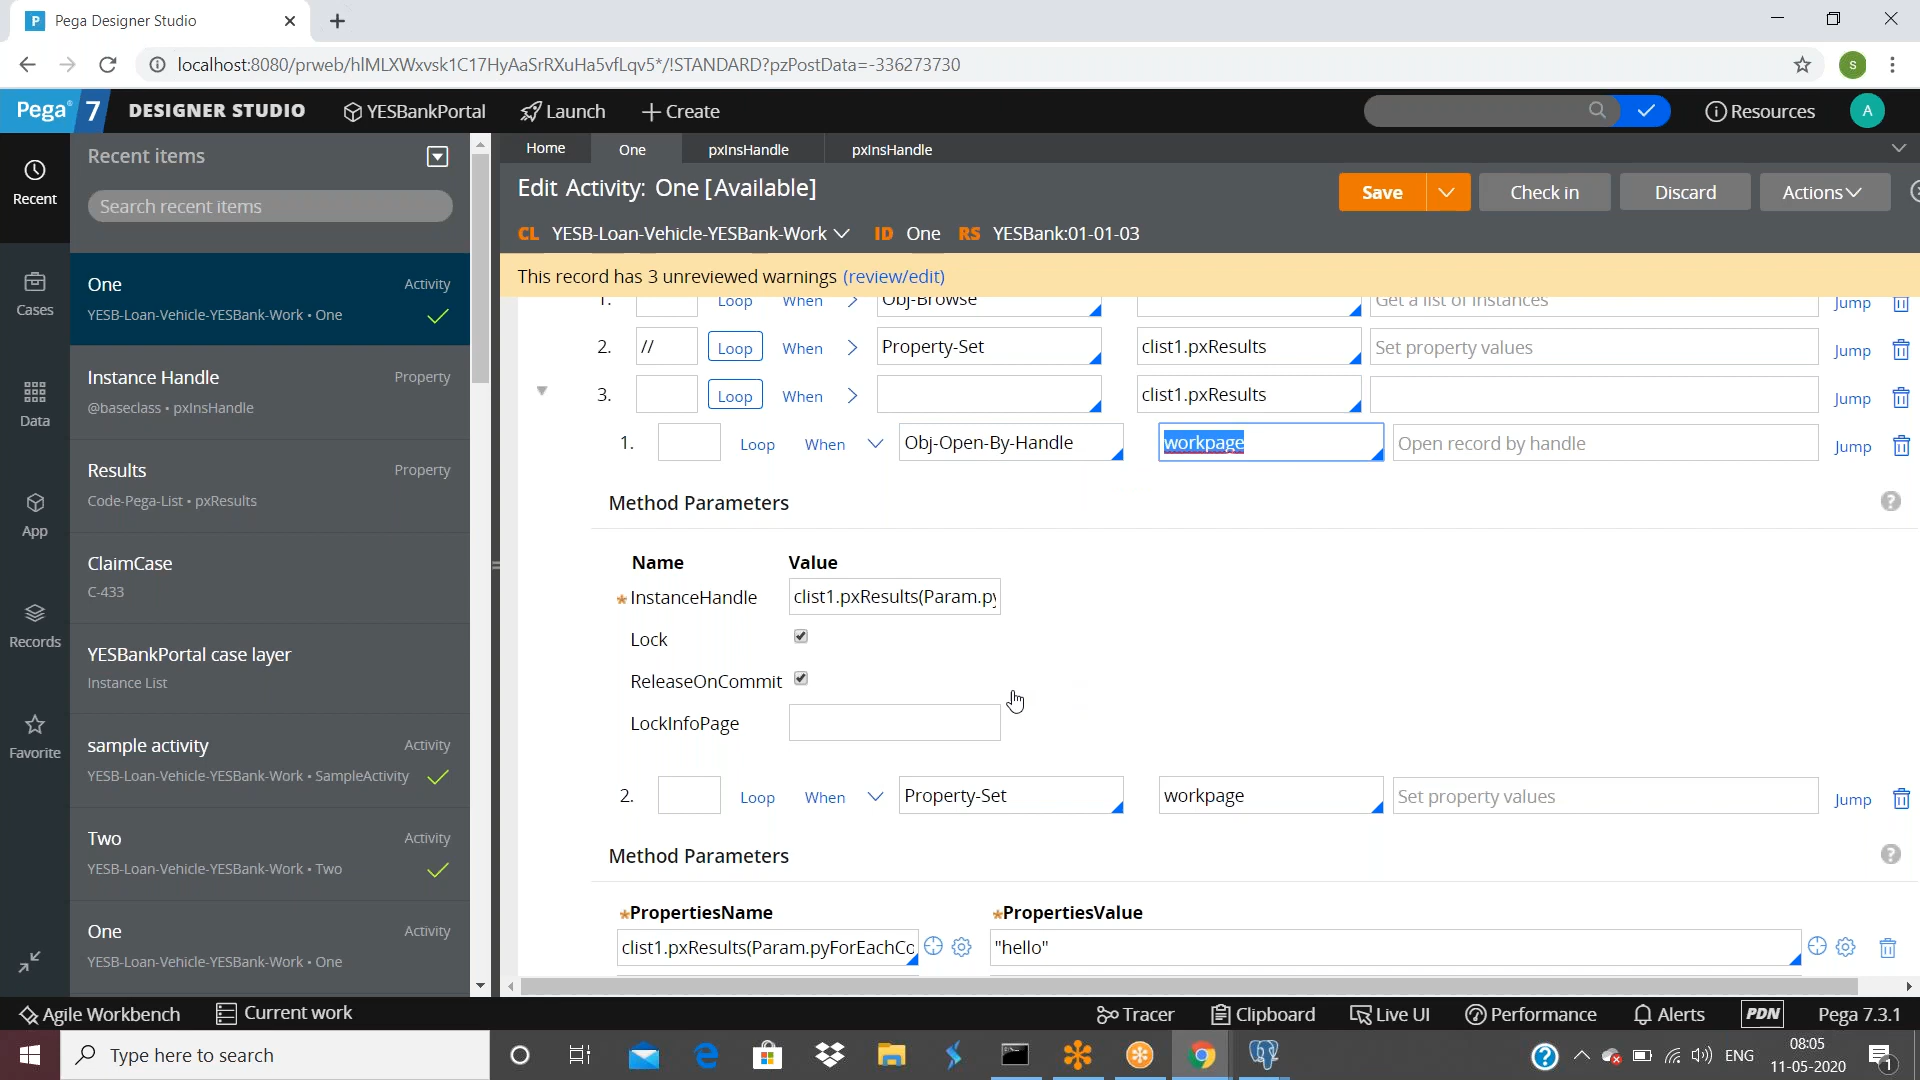 Pega Designer Studio
localhost:8080/prweb/hlMLXWxvsk1C17HyAaSrRXuHa5vfLqv5*/!STANDARD?pzPostData=-336273730
s
Pega 7 DESIGNER STUDIO YESBankPortal Launch Create Resources A
Recent items
Search recent items
Recent
Cases
Data
App
Records
Favorite
One Activity
YESB-Loan-Vehicle-YESBank-Work • One
Instance Handle Property
@baseclass • pxInsHandle
Results Property
Code-Pega-List • pxResults
ClaimCase
C-433
YESBankPortal case layer
Instance List
sample activity Activity
YESB-Loan-Vehicle-YESBank-Work • SampleActivity
Two Activity
YESB-Loan-Vehicle-YESBank-Work • Two
One Activity
YESB-Loan-Vehicle-YESBank-Work • One
Home One pxInsHandle pxInsHandle
Edit Activity: One [Available]
Save Check in Discard Actions
CL YESB-Loan-Vehicle-YESBank-Work ID One RS YESBank:01-01-03
This record has 3 unreviewed warnings (review/edit)
1. Loop When Obj-Browse Get a list of instances Jump
2. // Loop When Property-Set clist1.pxResults Set property values Jump
3. Loop When clist1.pxResults Jump
1. Loop When Obj-Open-By-Handle workpage Open record by handle Jump
Method Parameters
Name Value
* InstanceHandle clist1.pxResults(Param.py
Lock
ReleaseOnCommit
LockInfoPage
2. Loop When Property-Set workpage Set property values Jump
Method Parameters
*PropertiesName *PropertiesValue
clist1.pxResults(Param.pyForEachCo "hello"
Agile Workbench Current work Tracer Clipboard Live UI Performance Alerts PDN Pega 7.3.1
Type here to search
ENG
08:05
11-05-2020
1